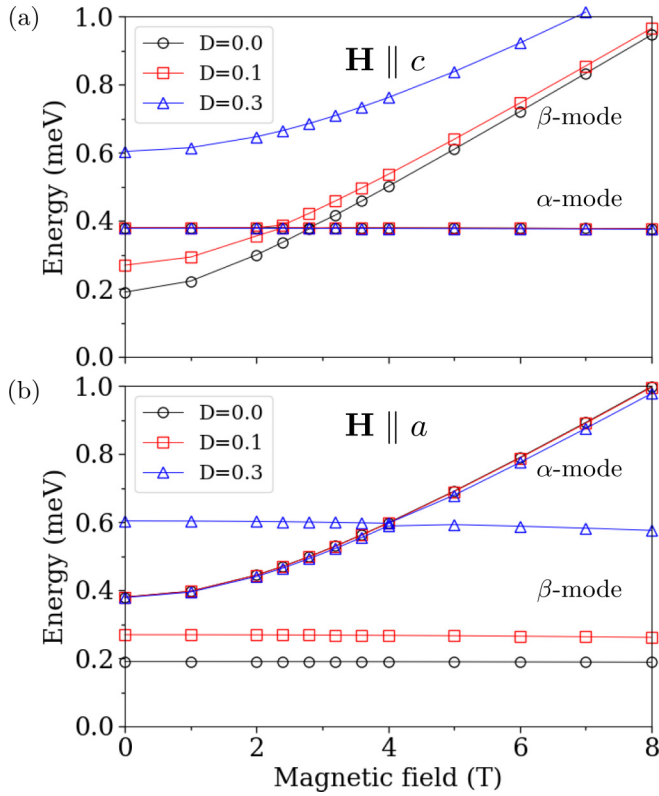 (a)
1.0
0.8
0.6
0.4
0.2
0.0
Energy (meV)
D=0.0
D=0.1
D=0.3
H ∥ c
β-mode
α-mode
(b)
1.0
0.8
0.6
0.4
0.2
0.0
Energy (meV)
D=0.0
D=0.1
D=0.3
H ∥ a
α-mode
β-mode
0 2 4 6 8
Magnetic field (T)